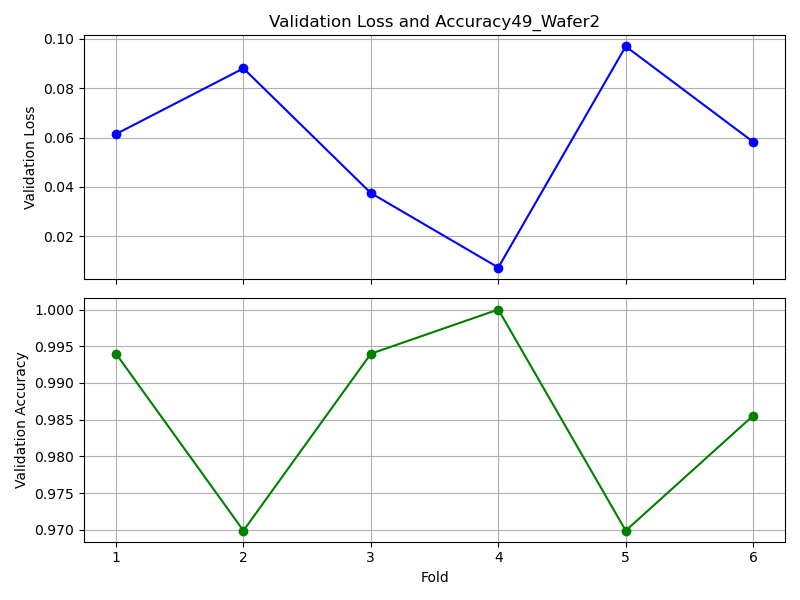 Validation Loss and Accuracy49_Wafer2
0.10
0.08
0.06
0.04
0.02
Validation Loss
1.000
0.995
0.990
0.985
0.980
0.975
0.970
Validation Accuracy
1 2 3 4 5 6
Fold